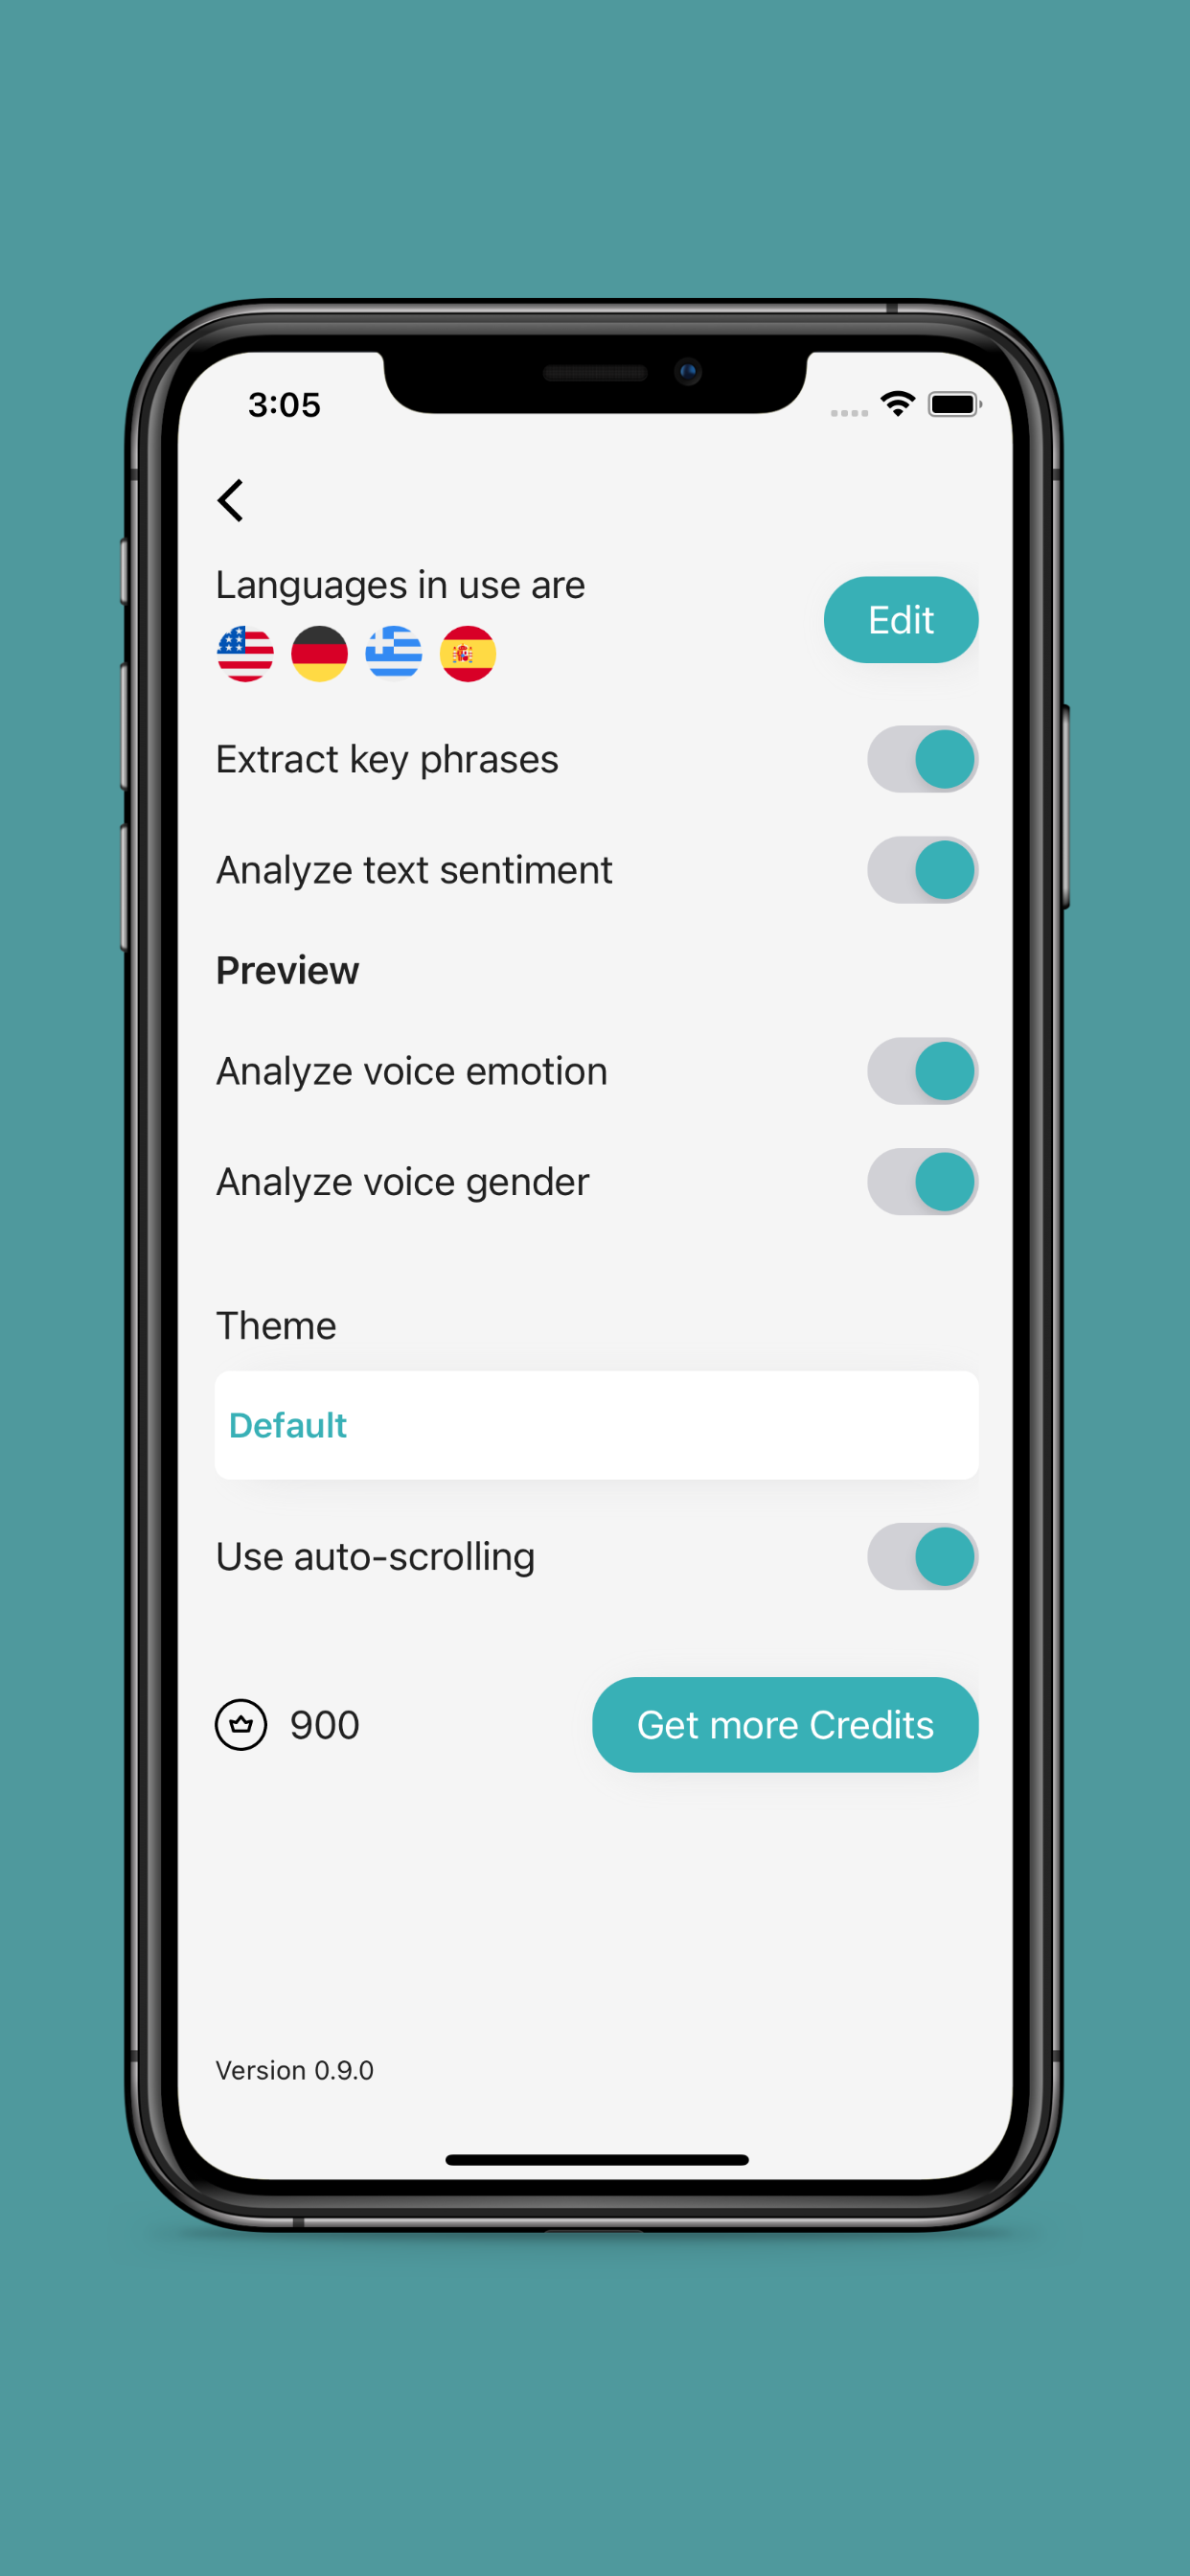 3:05
Languages in use are
Edit
Extract key phrases
Analyze text sentiment
Preview
Analyze voice emotion
Analyze voice gender
Theme
Default
Use auto-scrolling
900
Get more Credits
Version 0.9.0